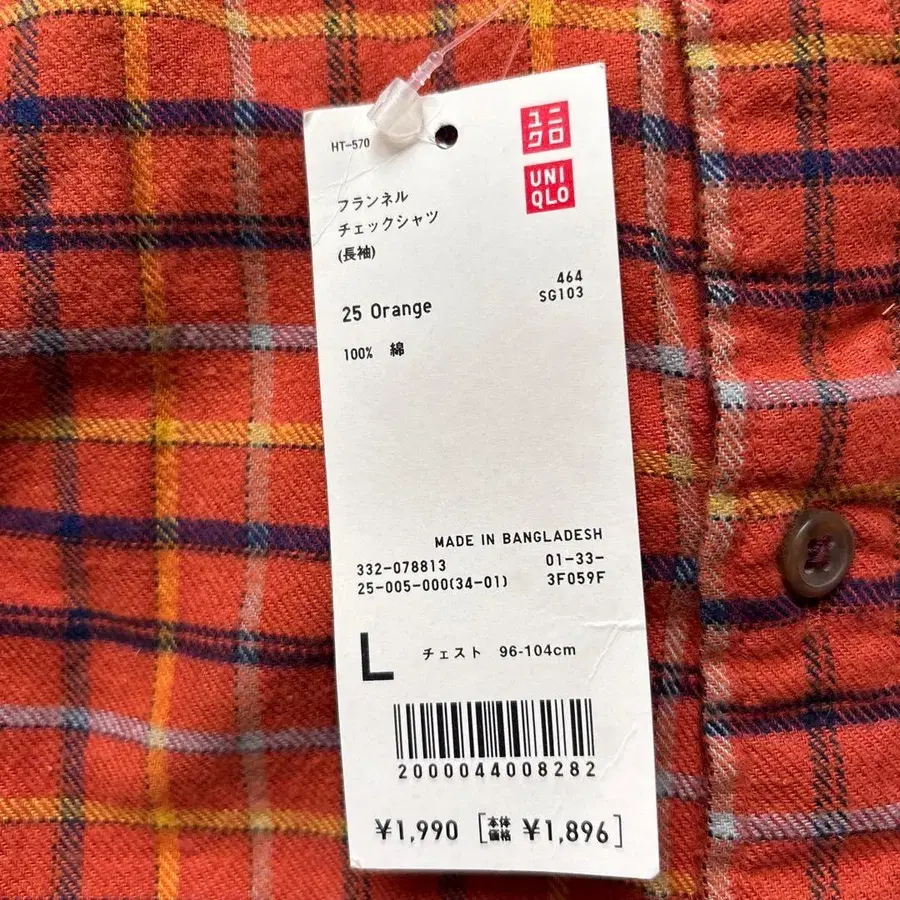 HT-570
ユニ
クロ
UNI
QLO
フランネル
チェックシャツ
(長袖)
464
SG103
25 Orange
100% 綿
MADE IN BANGLADESH
332-078813 01-33-
25-005-000(34-01) 3F059F
L チェスト 96-104cm
2000044008282
¥1,990 [本体価格 ¥1,896]